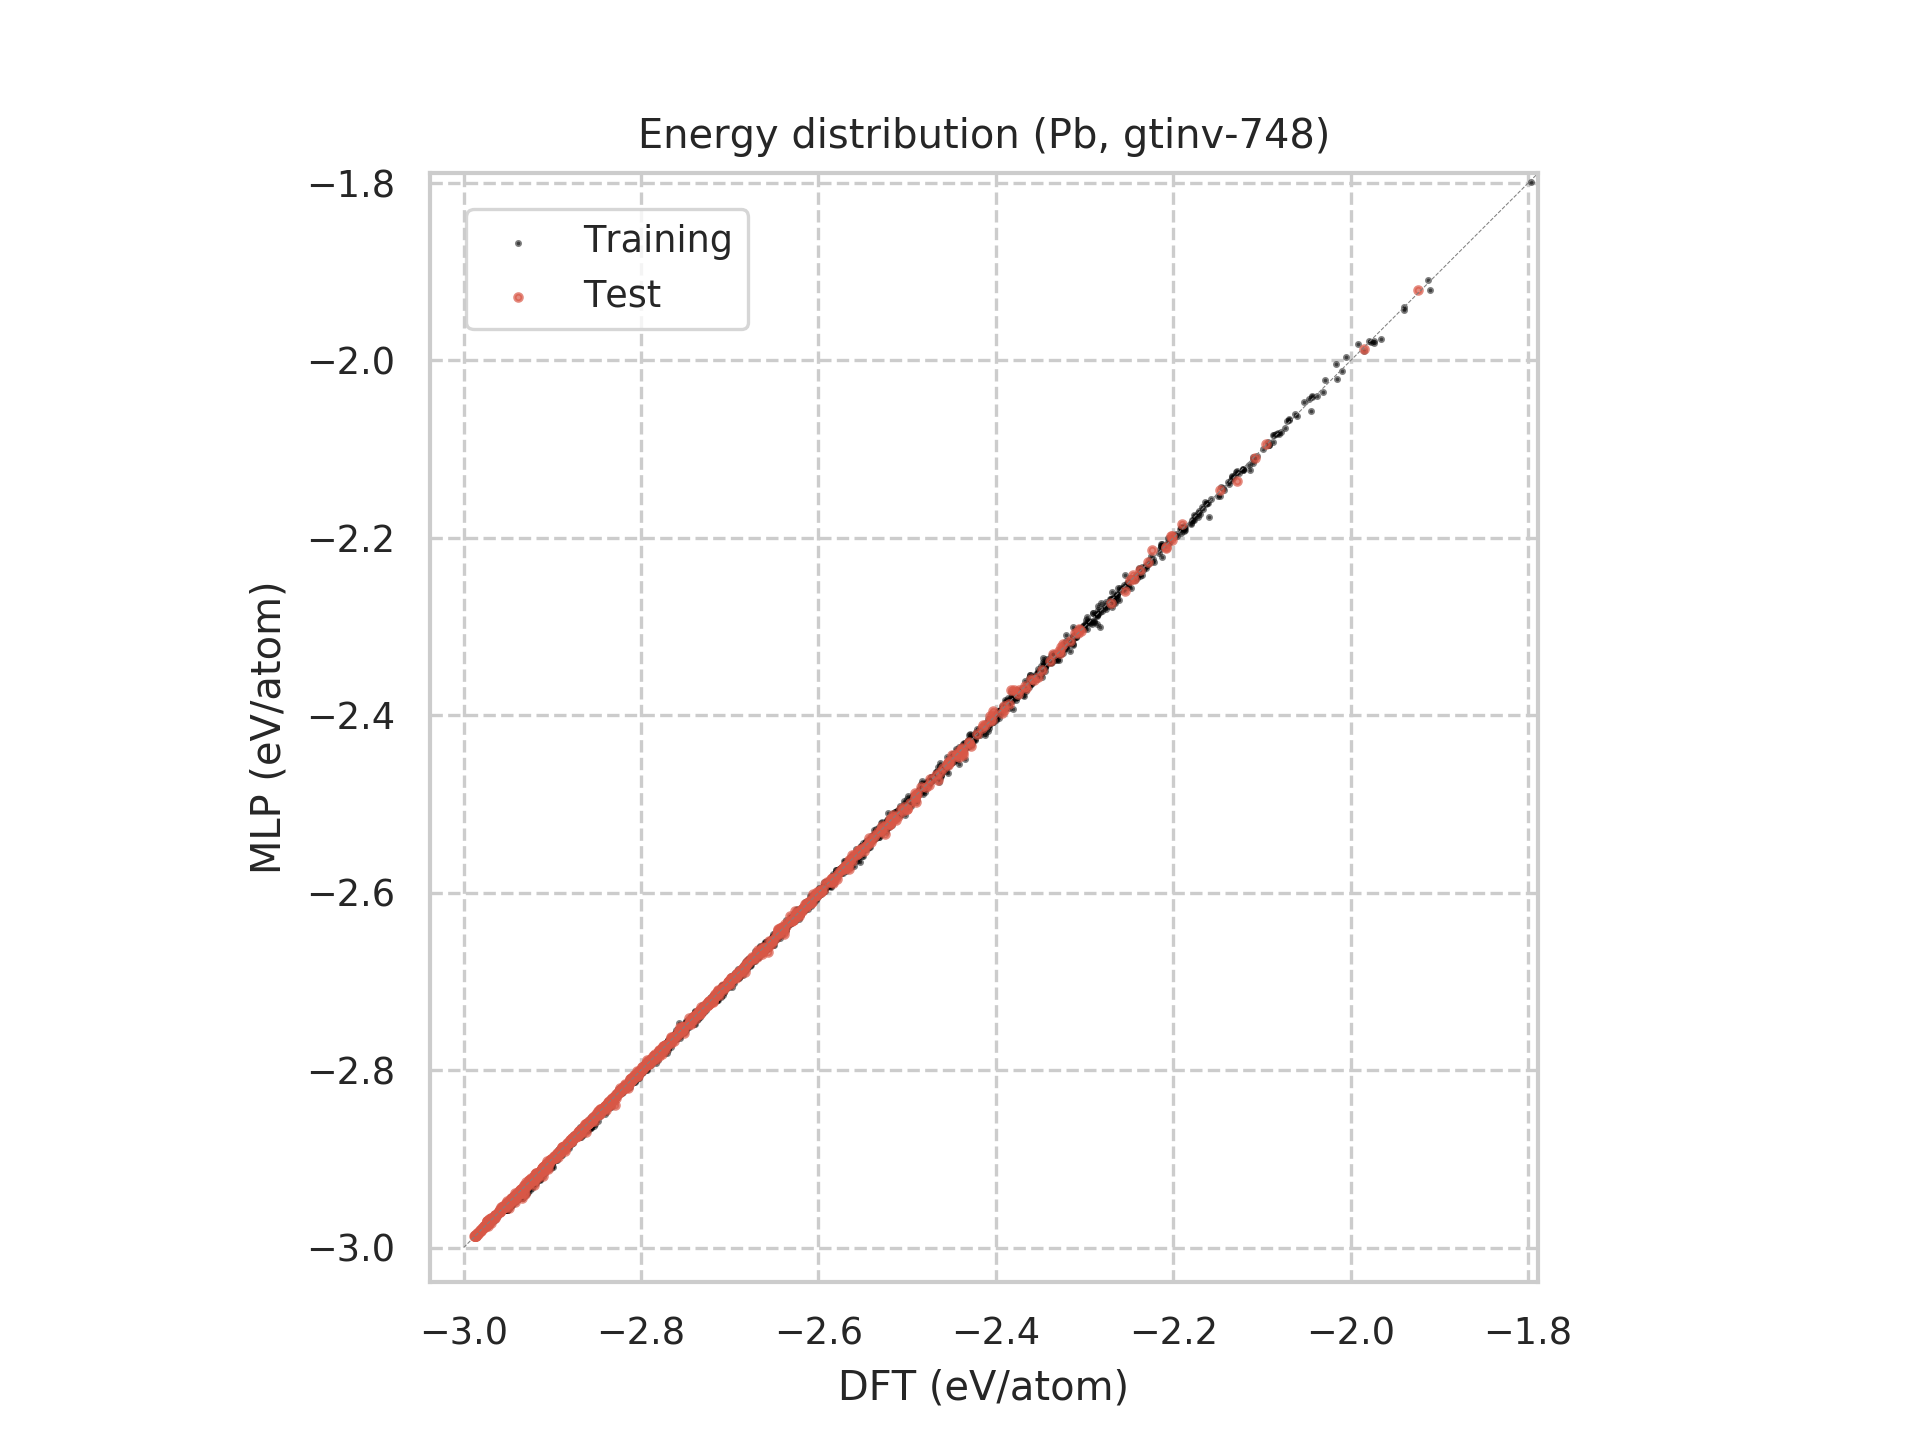 Energy distribution (Pb, gtinv-748)
−1.8
−2.0
−2.2
−2.4
−2.6
−2.8
−3.0
Training
Test
MLP (eV/atom)
−3.0 −2.8 −2.6 −2.4 −2.2 −2.0 −1.8
DFT (eV/atom)